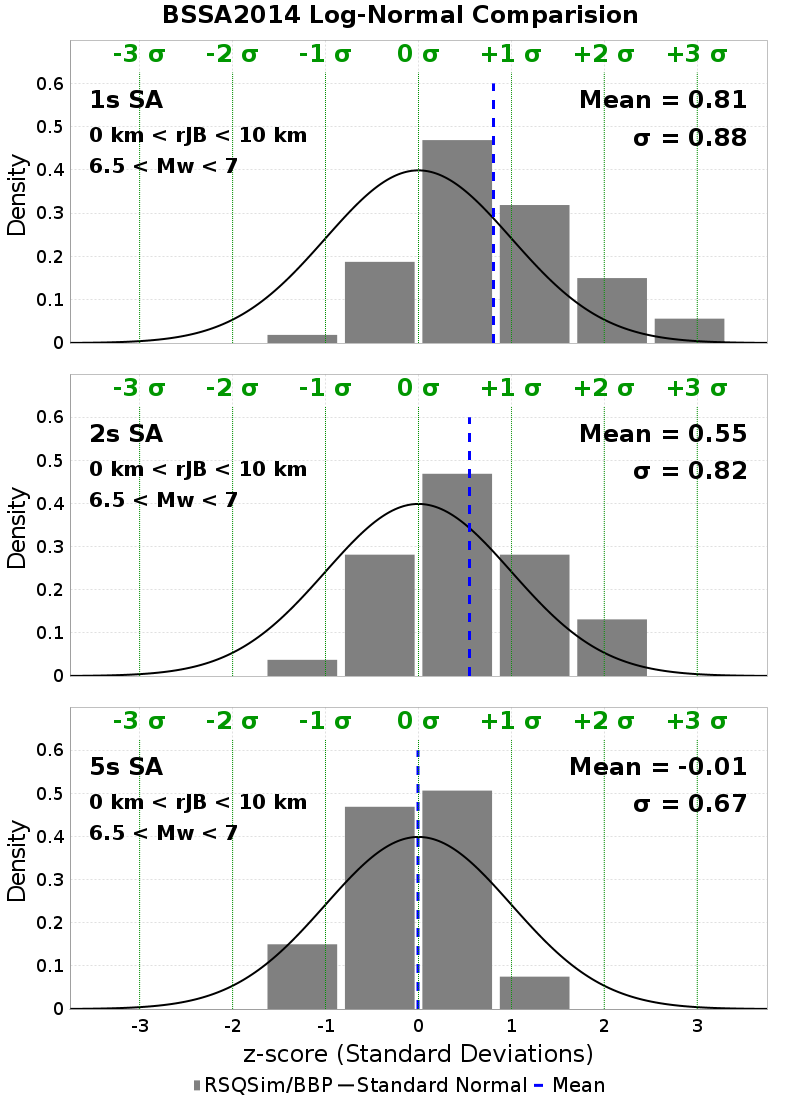 BSSA2014 Log-Normal Comparision
-3 σ -2 σ -1 σ 0 σ +1 σ +2 σ +3 σ
1s SA
0 km < rJB < 10 km
6.5 < Mw < 7
Mean = 0.81
σ = 0.88
Density
0.6
0.5
0.4
0.3
0.2
0.1
0
-3 σ -2 σ -1 σ 0 σ +1 σ +2 σ +3 σ
2s SA
0 km < rJB < 10 km
6.5 < Mw < 7
Mean = 0.55
σ = 0.82
Density
0.6
0.5
0.4
0.3
0.2
0.1
0
-3 σ -2 σ -1 σ 0 σ +1 σ +2 σ +3 σ
5s SA
0 km < rJB < 10 km
6.5 < Mw < 7
Mean = -0.01
σ = 0.67
Density
0.6
0.5
0.4
0.3
0.2
0.1
0
-3 -2 -1 0 1 2 3
z-score (Standard Deviations)
RSQSim/BBP Standard Normal Mean